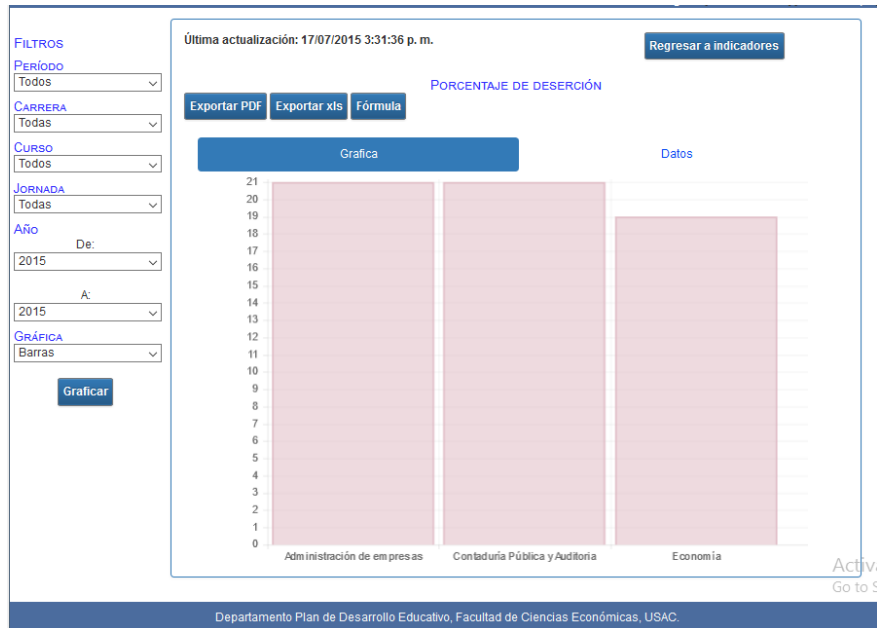 FILTROS
PERÍODO
Todos
CARRERA
Todas
CURSO
Todos
JORNADA
Todas
AÑO
De:
2015
A:
2015
GRÁFICA
Barras
Graficar
Última actualización: 17/07/2015 3:31:36 p. m.
Regresar a indicadores
PORCENTAJE DE DESERCIÓN
Exportar PDF Exportar xls Fórmula
Grafica Datos
21
20
19
18
17
16
15
14
13
12
11
10
9
8
7
6
5
4
3
2
1
0
Administración de empresas Contaduría Pública y Auditoria Economía
Go to
Departamento Plan de Desarrollo Educativo, Facultad de Ciencias Económicas, USAC.